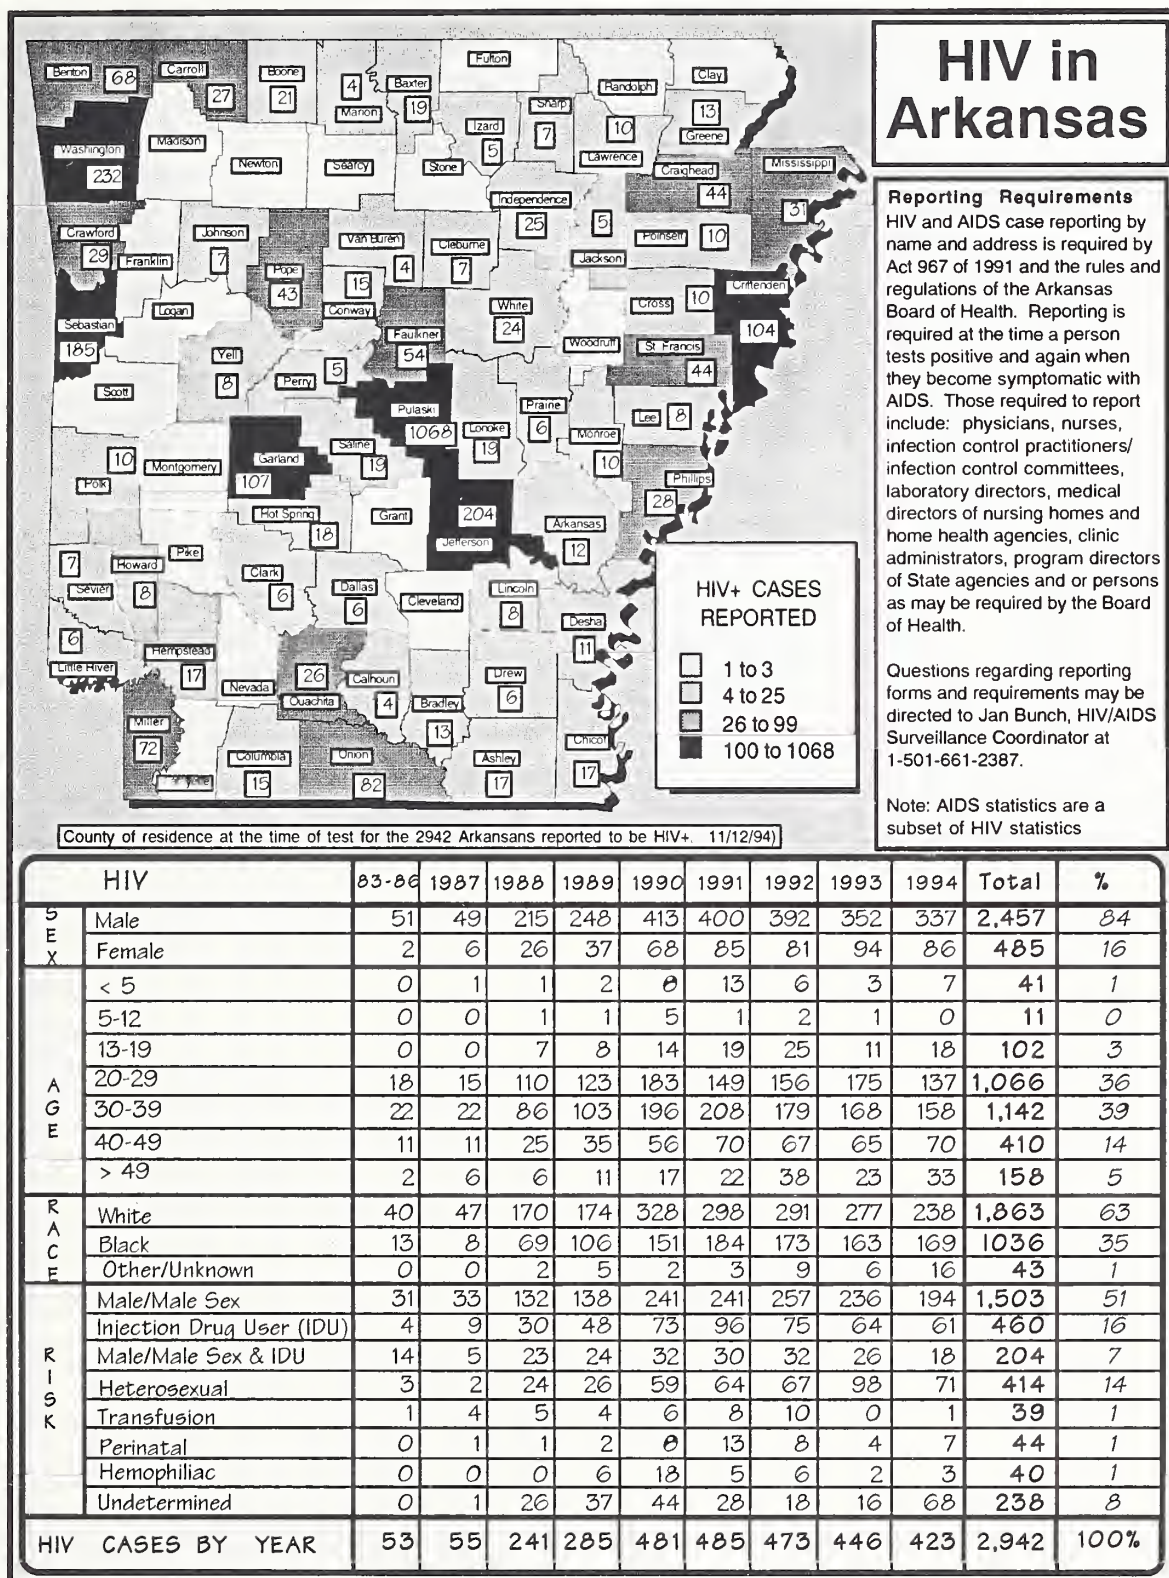 HIV in
Arkansas
Benton 68
Carroll 27
Boone 21
4 Marion
Baxter 19
Fulton
Sharp 7
Izard 5
Randolph
10 Lawrence
Clay
13 Greene
Washington 232
Madison
Newton
Searcy
Stone
Independence 25
Craighead 44
Mississippi 31
Crawford 29
Franklin
Johnson 7
Pope 43
Van Buren 4
Cleburne 7
5 Jackson
Poinsett 10
Sebastian 185
Logan
15 Conway
Faulkner 54
White 24
Woodruff
Cross 10
Crittenden 104
St Francis 44
Scott
Yell 8
Perry 5
Pulaski 1068
Lonoke 19
Prairie 6
Monroe 10
Lee 8
10 Polk
Montgomery
Garland 107
Saline 19
Phillips 28
Hot Spring 18
Grant
204 Jefferson
Arkansas 12
7 Sevier
Howard 8
Pike
Clark 6
Dallas 6
Cleveland
Lincoln 8
Desha 11
6 Little River
Hempstead 17
Nevada
26 Ouachita
Calhoun 4
Bradley 13
Drew 6
Miller 72
Columbia 15
Union 82
Ashley 17
Chicot 17
HIV+ CASES
REPORTED
1 to 3
4 to 25
26 to 99
100 to 1068
County of residence at the time of test for the 2942 Arkansans reported to be HIV+. 11/12/94)
Reporting Requirements
HIV and AIDS case reporting by
name and address is required by
Act 967 of 1991 and the rules and
regulations of the Arkansas
Board of Health. Reporting is
required at the time a person
tests positive and again when
they become symptomatic with
AIDS. Those required to report
include: physicians, nurses,
infection control practitioners/
infection control committees,
laboratory directors, medical
directors of nursing homes and
home health agencies, clinic
administrators, program directors
of State agencies and or persons
as may be required by the Board
of Health.
Questions regarding reporting
forms and requirements may be
directed to Jan Bunch, HIV/AIDS
Surveillance Coordinator at
1-501-661-2387.
Note: AIDS statistics are a
subset of HIV statistics
HIV 83-86 1987 1988 1989 1990 1991 1992 1993 1994 Total %
SEX
Male 51 49 215 248 413 400 392 352 337 2,457 84
Female 2 6 26 37 68 85 81 94 86 485 16
AGE
< 5 0 1 1 2 8 13 6 3 7 41 1
5-12 0 0 1 1 5 1 2 1 0 11 0
13-19 0 0 7 8 14 19 25 11 18 102 3
20-29 18 15 110 123 183 149 156 175 137 1,066 36
30-39 22 22 86 103 196 208 179 168 158 1,142 39
40-49 11 11 25 35 56 70 67 65 70 410 14
> 49 2 6 6 11 17 22 38 23 33 158 5
RACE
White 40 47 170 174 328 298 291 277 238 1,863 63
Black 13 8 69 106 151 184 173 163 169 1036 35
Other/Unknown 0 0 2 5 2 3 9 6 16 43 1
RISK
Male/Male Sex 31 33 132 138 241 241 257 236 194 1,503 51
Injection Drug User (IDU) 4 9 30 48 73 96 75 64 61 460 16
Male/Male Sex & IDU 14 5 23 24 32 30 32 26 18 204 7
Heterosexual 3 2 24 26 59 64 67 98 71 414 14
Transfusion 1 4 5 4 6 8 10 0 1 39 1
Perinatal 0 1 1 2 8 13 8 4 7 44 1
Hemophiliac 0 0 0 6 18 5 6 2 3 40 1
Undetermined 0 1 26 37 44 28 18 16 68 238 8
HIV CASES BY YEAR 53 55 241 285 481 485 473 446 423 2,942 100%